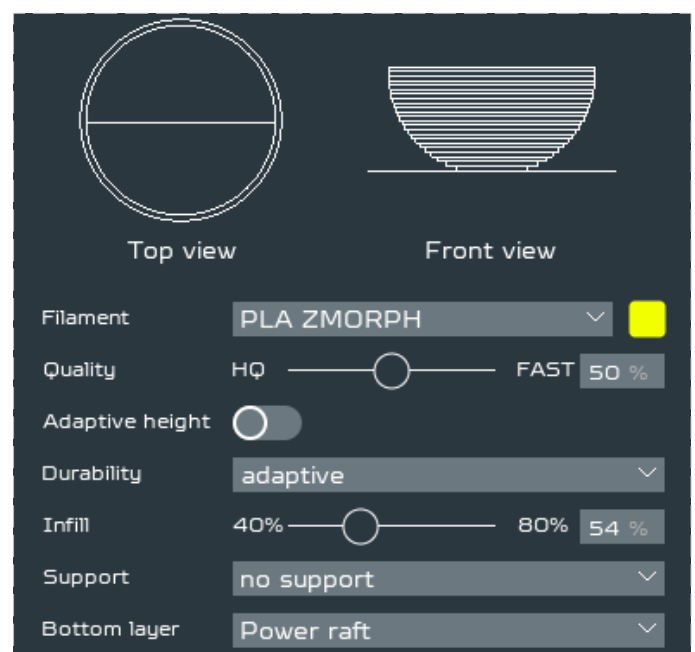 Top view Front view
Filament PLA ZMORPH
Quality HQ FAST 50 %
Adaptive height
Durability adaptive
Infill 40% 80% 54 %
Support no support
Bottom layer Power raft